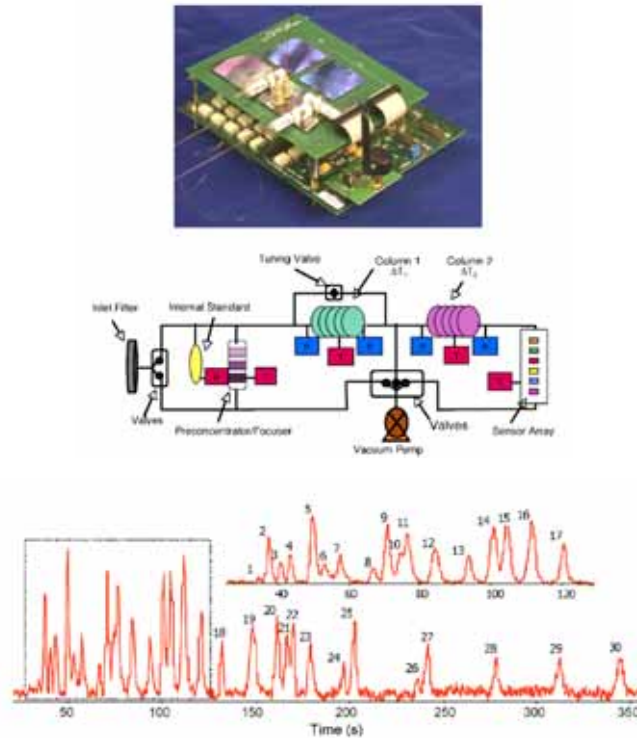 Tuning Valve
Column 1
ΔT₁
Column 2
ΔT₂
Inlet Filter
Internal Standard
Valves
Preconcentrator/Focuser
Valves
Vacuum Pump
Sensor Array
1 2 3 4 5 6 7 8 9 10 11 12 13 14 15 16 17
40 60 80 100 120
18 19 20 21 22 23 24 25 26 27 28 29 30
50 100 150 200 250 300 350
Time (s)